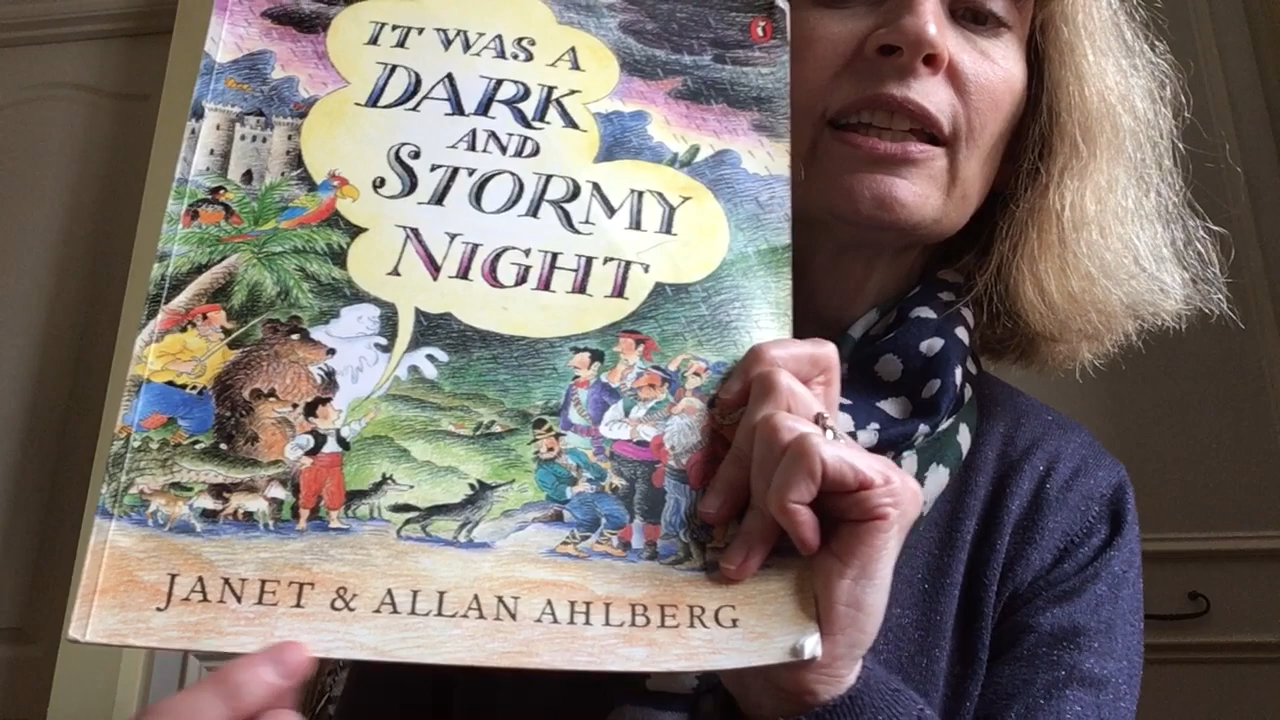 IT WAS A
DARK
AND
STORMY
NIGHT
JANET & ALLAN AHLBERG